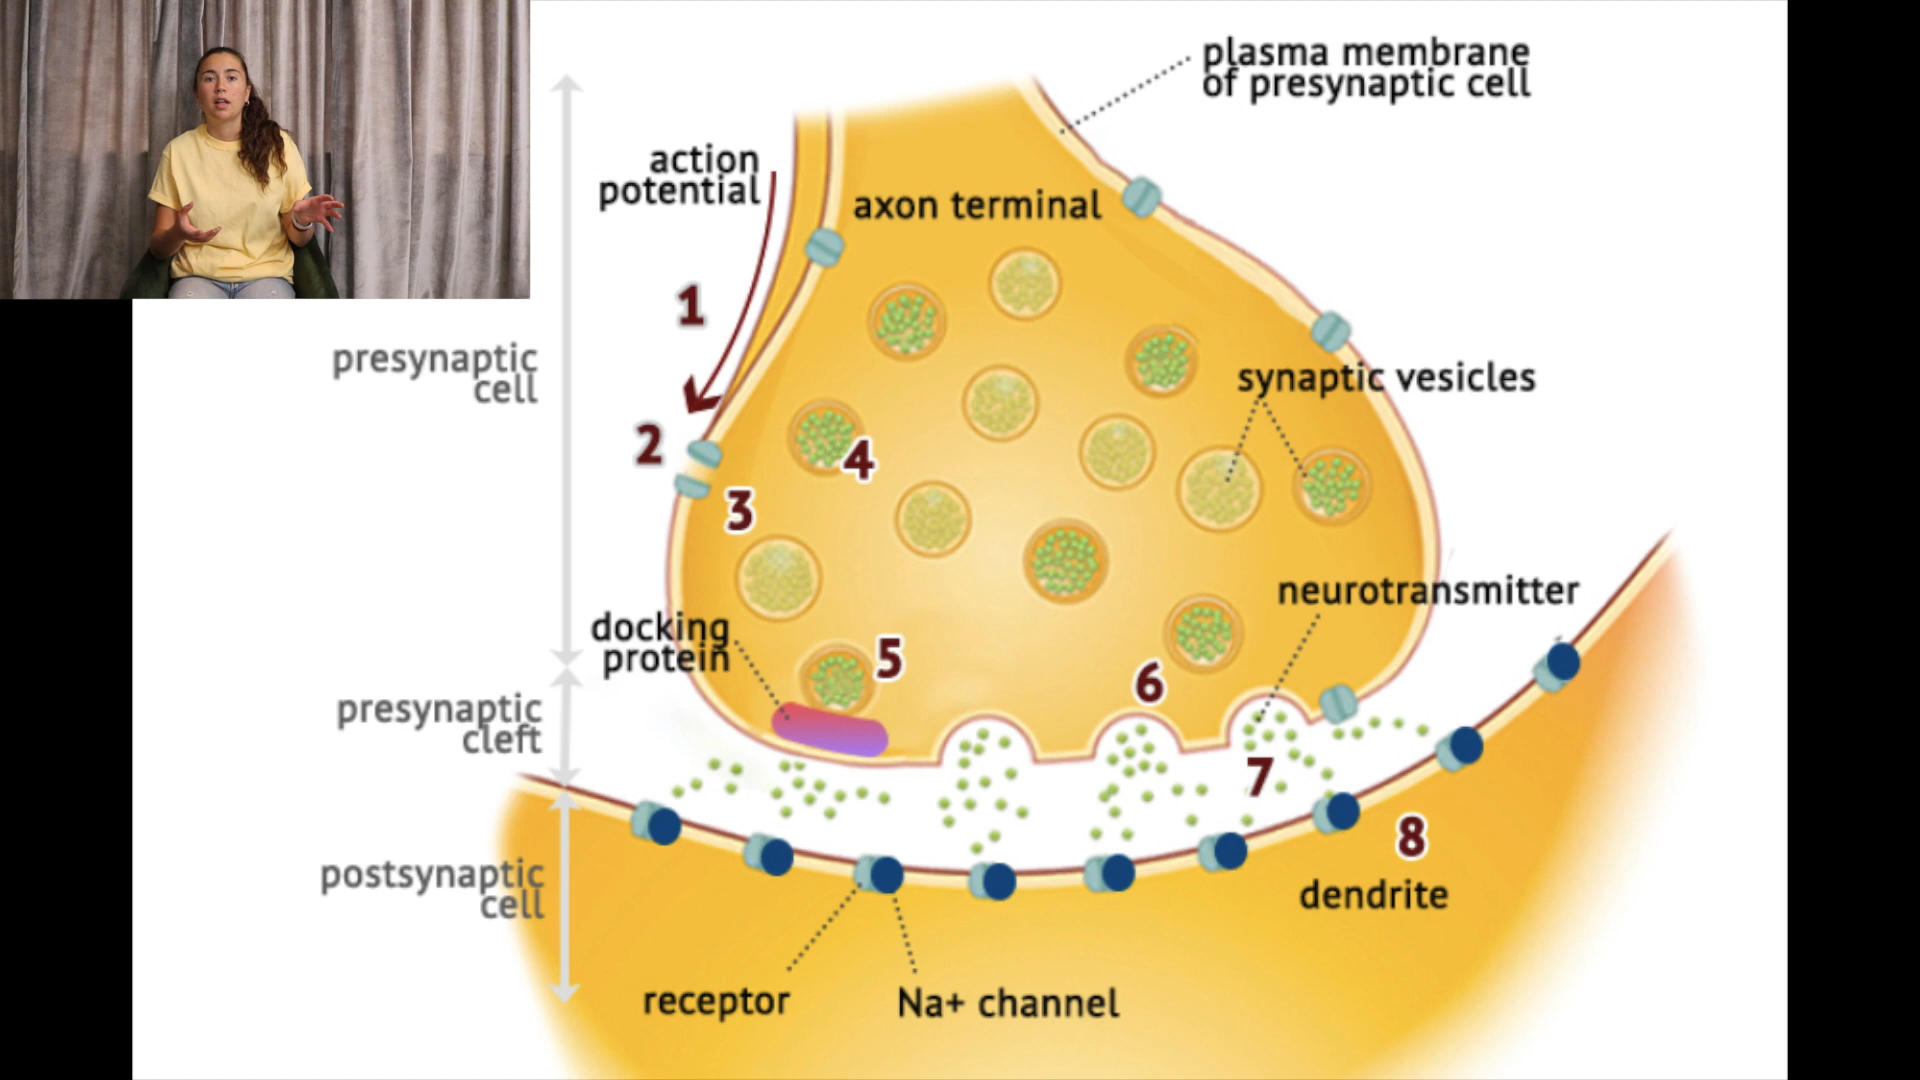 plasma membrane
of presynaptic cell
action
potential
axon terminal
1
presynaptic
cell
synaptic vesicles
2
4
3
neurotransmitter
docking
protein
5
6
presynaptic
cleft
7
8
postsynaptic
cell
dendrite
receptor
Na+ channel